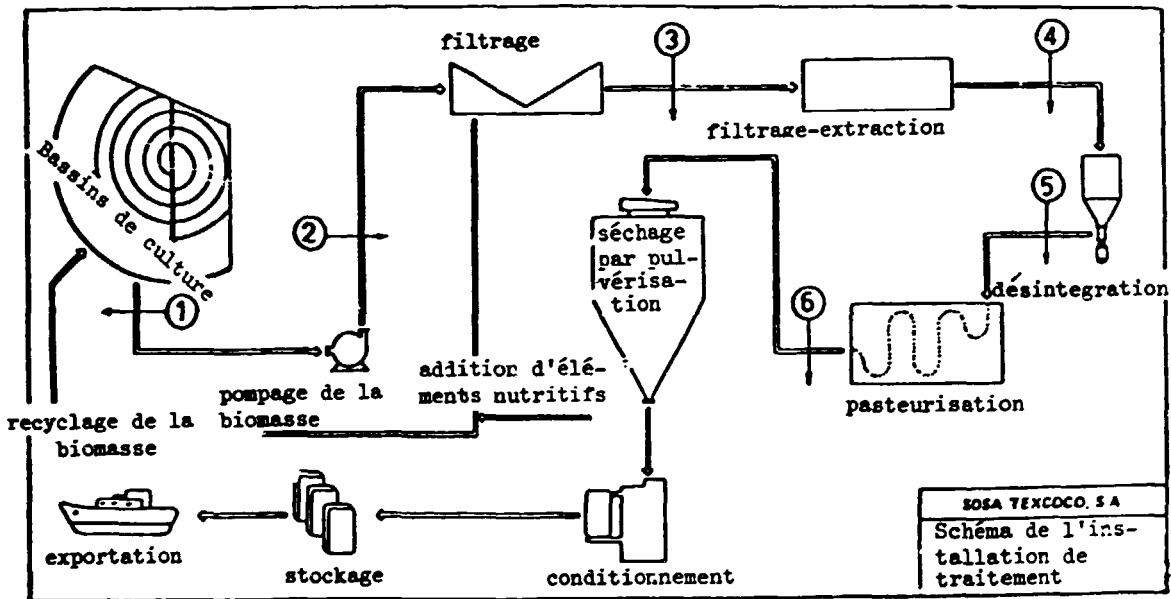 filtrage
3
4
filtrage-extraction
Bassins de culture
2
1
séchage
par pul-
vérisa-
tion
5
désintegration
6
pasteurisation
addition d'élé-
ments nutritifs
pompage de la
biomasse
recyclage de la
biomasse
exportation
stockage
conditionnement
SOSA TEXCOCO, S A
Schéma de l'ins-
tallation de
traitement